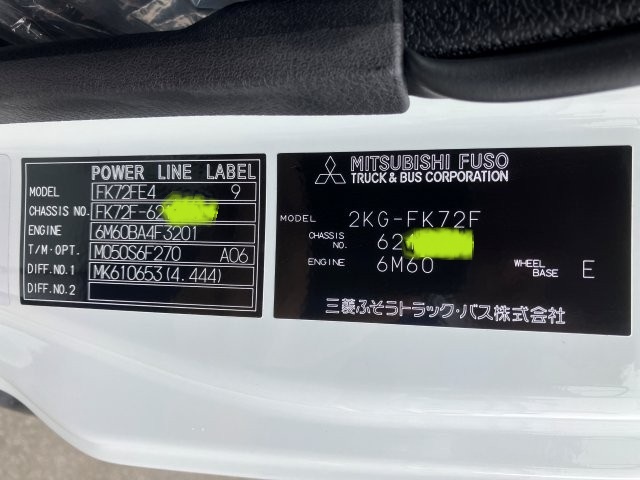 POWER LINE LABEL
MODEL FK72FE4 9
CHASSIS NO. FK72F-62
ENGINE 6M60BA4F3201
T/M·OPT. M050S6F270 A06
DIFF.NO.1 MK610653(4.444)
DIFF.NO.2
MITSUBISHI FUSO
TRUCK & BUS CORPORATION
MODEL 2KG-FK72F
CHASSIS NO. 62
ENGINE 6M60 WHEEL BASE E
三菱ふそうトラック・バス株式会社